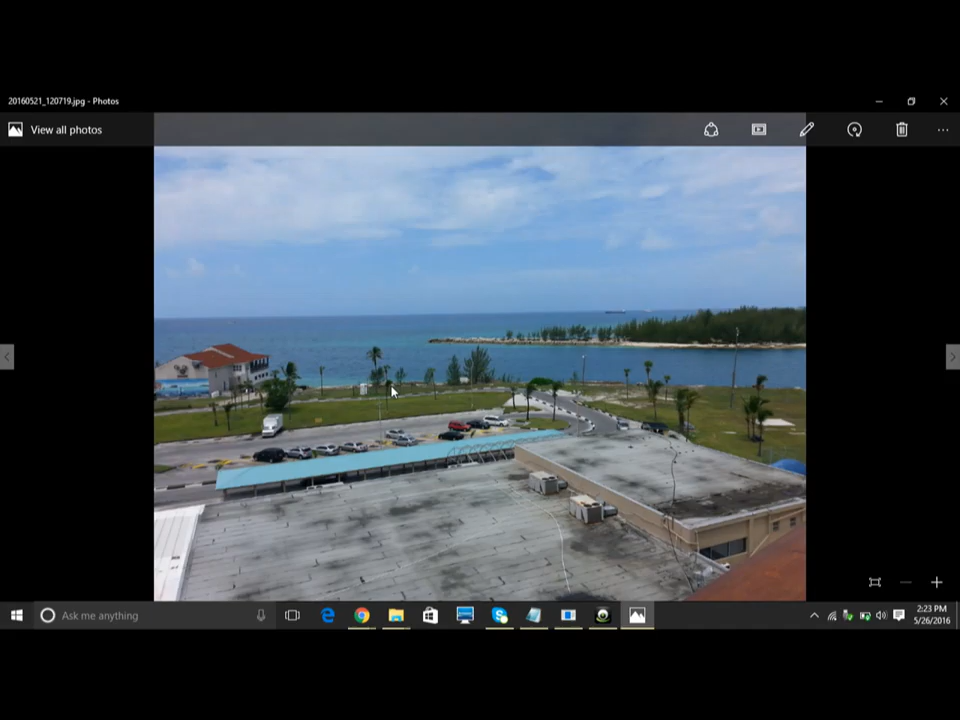 20160521_120719.jpg - Photos
View all photos
Ask me anything
2:23 PM
5/26/2016